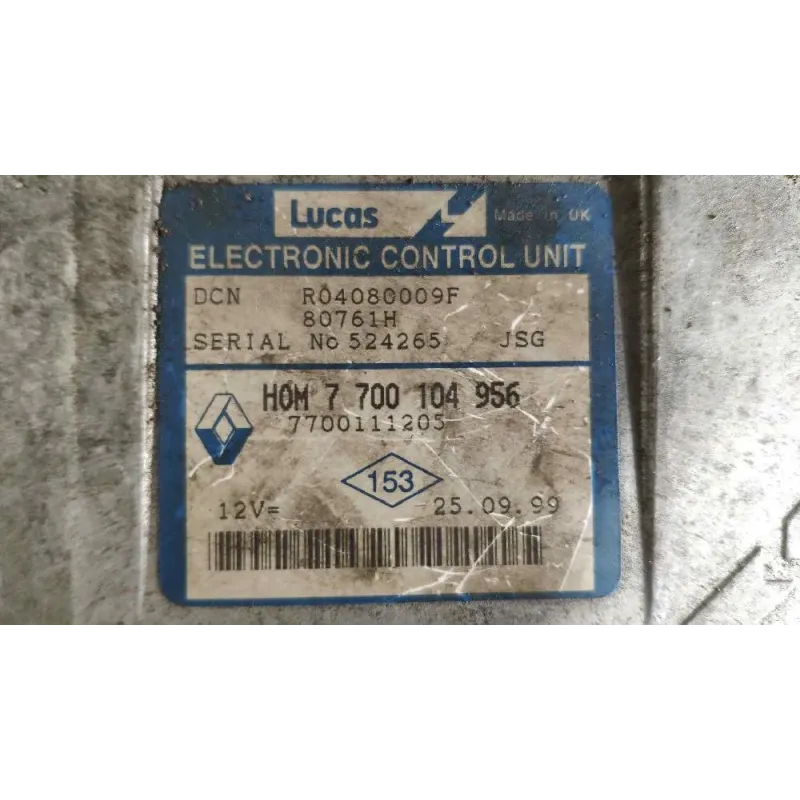 Lucas Made in UK
ELECTRONIC CONTROL UNIT
DCN R04080009F
80761H
SERIAL No 524265 JSG
HOM 7 700 104 956
7700111205
153
12V= 25.09.99